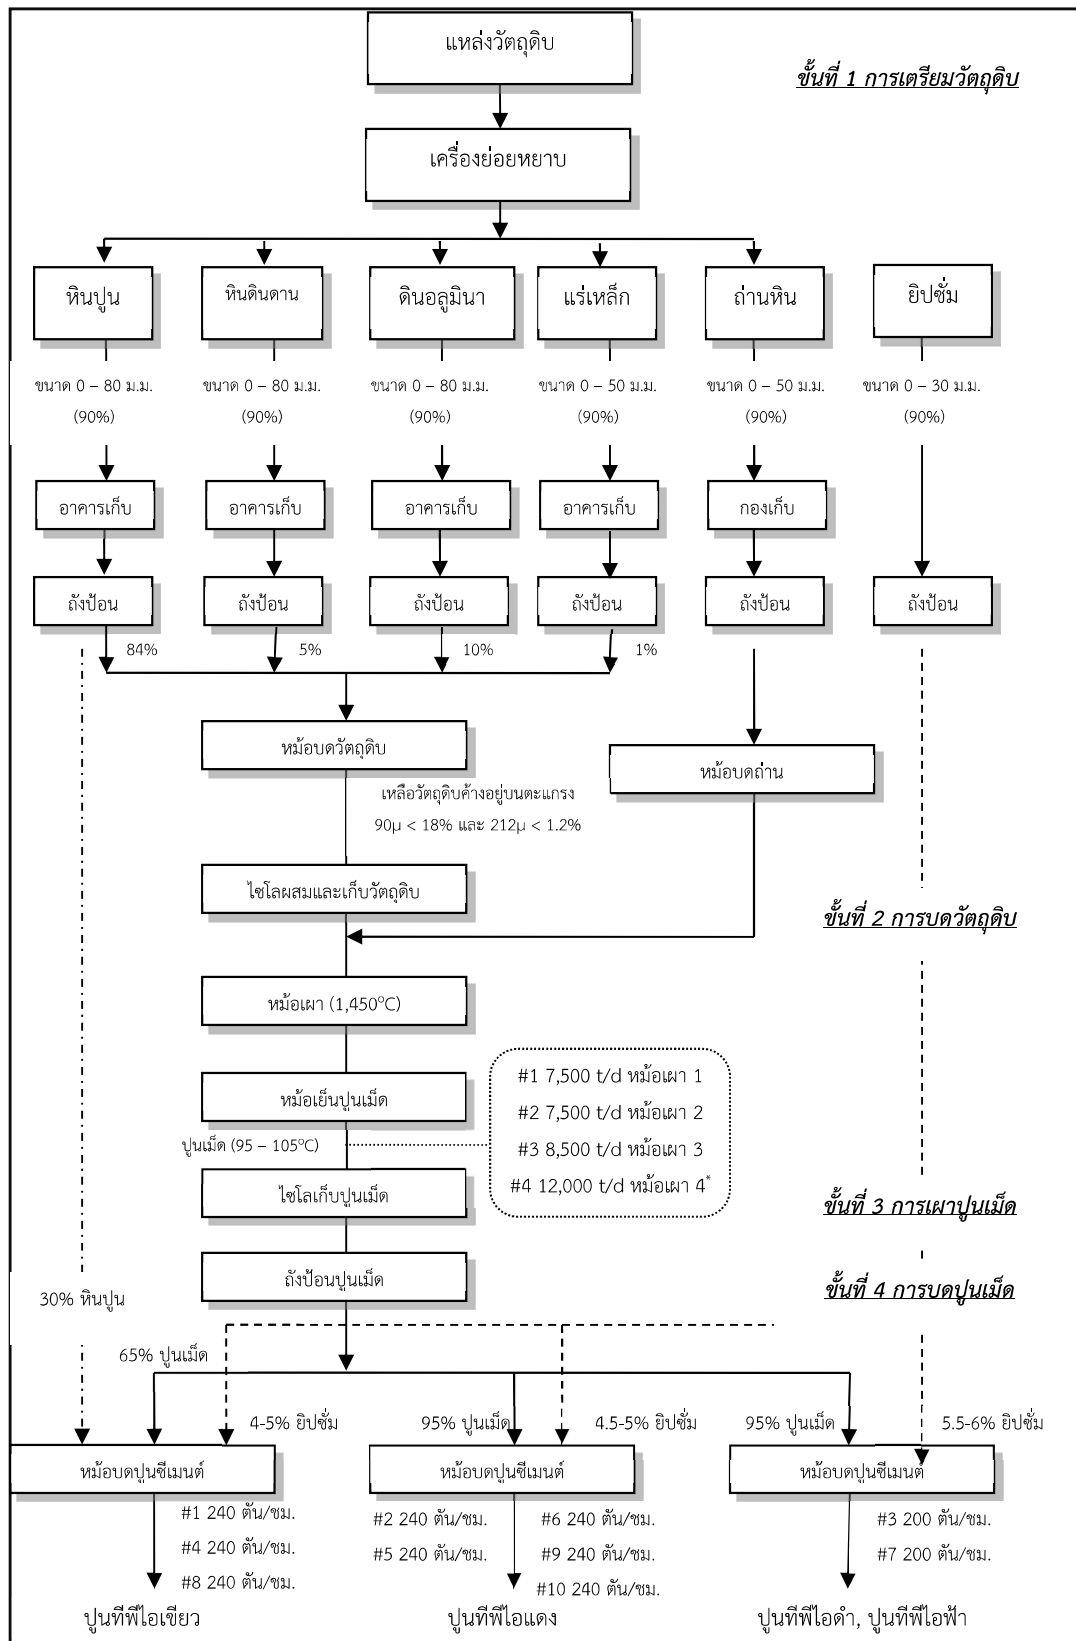 แหล่งวัตถุดิบ
ขั้นที่ 1 การเตรียมวัตถุดิบ
เครื่องย่อยหยาบ
หินปูน
หินดินดาน
ดินอลูมินา
แร่เหล็ก
ถ่านหิน
ยิปซั่ม
ขนาด 0 – 80 ม.ม.
(90%)
ขนาด 0 – 80 ม.ม.
(90%)
ขนาด 0 – 80 ม.ม.
(90%)
ขนาด 0 – 50 ม.ม.
(90%)
ขนาด 0 – 50 ม.ม.
(90%)
ขนาด 0 – 30 ม.ม.
(90%)
อาคารเก็บ
อาคารเก็บ
อาคารเก็บ
อาคารเก็บ
กองเก็บ
ถังป้อน
ถังป้อน
ถังป้อน
ถังป้อน
ถังป้อน
ถังป้อน
84%
5%
10%
1%
หม้อบดวัตถุดิบ
หม้อบดถ่าน
เหลือวัตถุดิบค้างอยู่บนตะแกรง
90µ < 18% และ 212µ < 1.2%
ไซโลผสมและเก็บวัตถุดิบ
ขั้นที่ 2 การบดวัตถุดิบ
หม้อเผา (1,450°C)
หม้อเย็นปูนเม็ด
#1 7,500 t/d หม้อเผา 1
#2 7,500 t/d หม้อเผา 2
#3 8,500 t/d หม้อเผา 3
#4 12,000 t/d หม้อเผา 4*
ปูนเม็ด (95 – 105°C)
ไซโลเก็บปูนเม็ด
ขั้นที่ 3 การเผาปูนเม็ด
ถังป้อนปูนเม็ด
ขั้นที่ 4 การบดปูนเม็ด
30% หินปูน
65% ปูนเม็ด
4-5% ยิปซั่ม
95% ปูนเม็ด
4.5-5% ยิปซั่ม
95% ปูนเม็ด
5.5-6% ยิปซั่ม
หม้อบดปูนซีเมนต์
หม้อบดปูนซีเมนต์
หม้อบดปูนซีเมนต์
#1 240 ตัน/ชม.
#4 240 ตัน/ชม.
#8 240 ตัน/ชม.
#2 240 ตัน/ชม.
#5 240 ตัน/ชม.
#6 240 ตัน/ชม.
#9 240 ตัน/ชม.
#10 240 ตัน/ชม.
#3 200 ตัน/ชม.
#7 200 ตัน/ชม.
ปูนทีพีไอเขียว
ปูนทีพีไอแดง
ปูนทีพีไอดำ, ปูนทีพีไอฟ้า